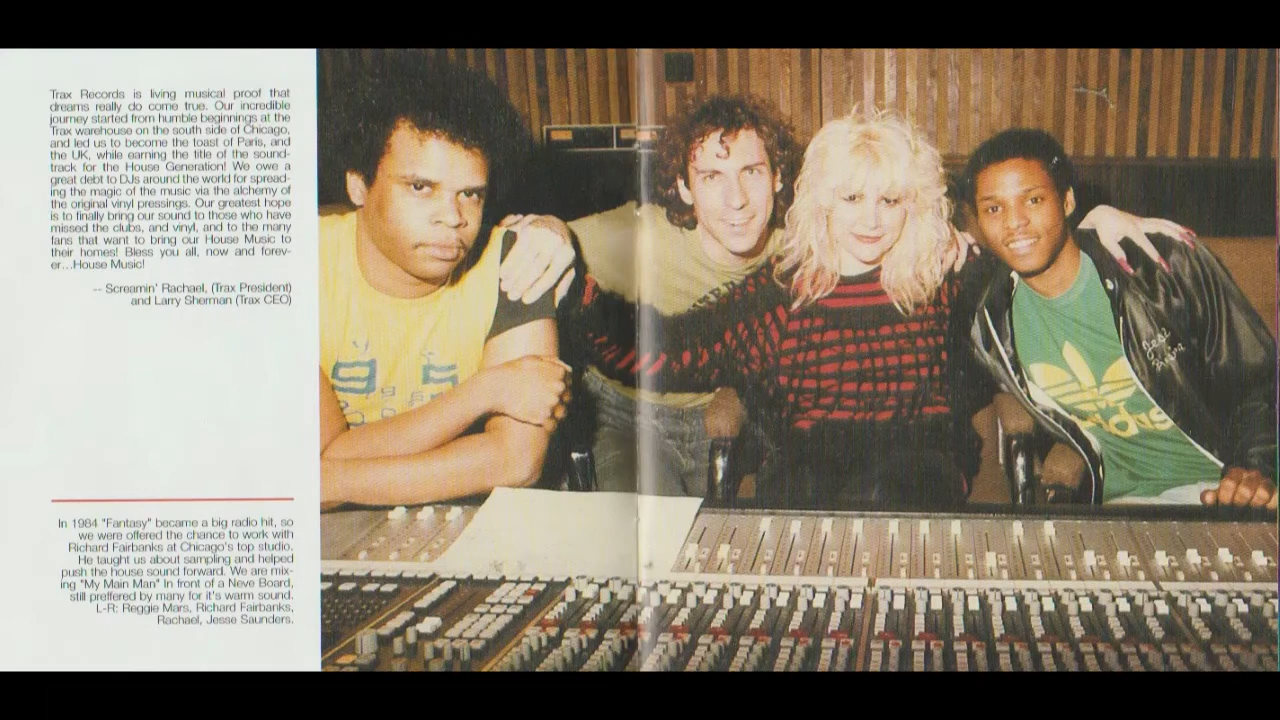 Trax Records is living musical proof that
dreams really do come true. Our incredible
journey started from humble beginnings at the
Trax warehouse on the south side of Chicago,
and led us to become the toast of Paris, and
the UK, while earning the title of the sound-
track for the House Generation! We owe a
great debt to DJs around the world for spread-
ing the magic of the music via the alchemy of
the original vinyl pressings. Our greatest hope
is to finally bring our sound to those who have
missed the clubs, and vinyl, and to the many
fans that want to bring our House Music to
their homes! Bless you all, now and forev-
er...House Music!
-- Screamin' Rachael, (Trax President)
and Larry Sherman (Trax CEO)
In 1984 "Fantasy" became a big radio hit, so
we were offered the chance to work with
Richard Fairbanks at Chicago's top studio.
He taught us about sampling and helped
push the house sound forward. We are mix-
ing "My Main Man" In front of a Neve Board,
still preffered by many for it's warm sound.
L-R: Reggie Mars, Richard Fairbanks,
Rachael, Jesse Saunders.
adidas